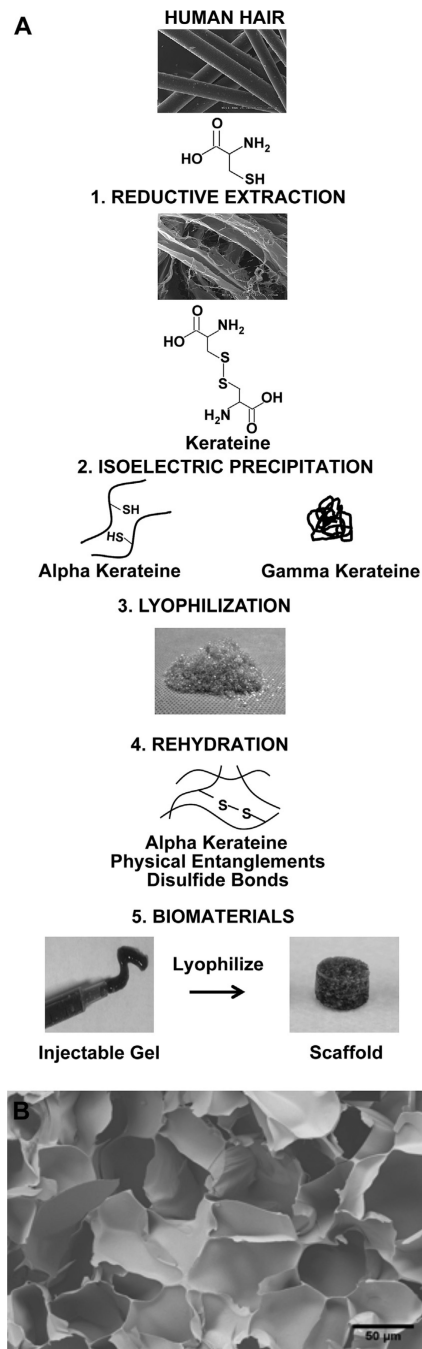 A
HUMAN HAIR
O
NH2
HO
SH
1. REDUCTIVE EXTRACTION
O
NH2
HO
S
S
OH
H2N
O
Kerateine
2. ISOELECTRIC PRECIPITATION
SH
HS
Alpha Kerateine
Gamma Kerateine
3. LYOPHILIZATION
4. REHYDRATION
S S
Alpha Kerateine
Physical Entanglements
Disulfide Bonds
5. BIOMATERIALS
Lyophilize
Injectable Gel
Scaffold
B
50 µm